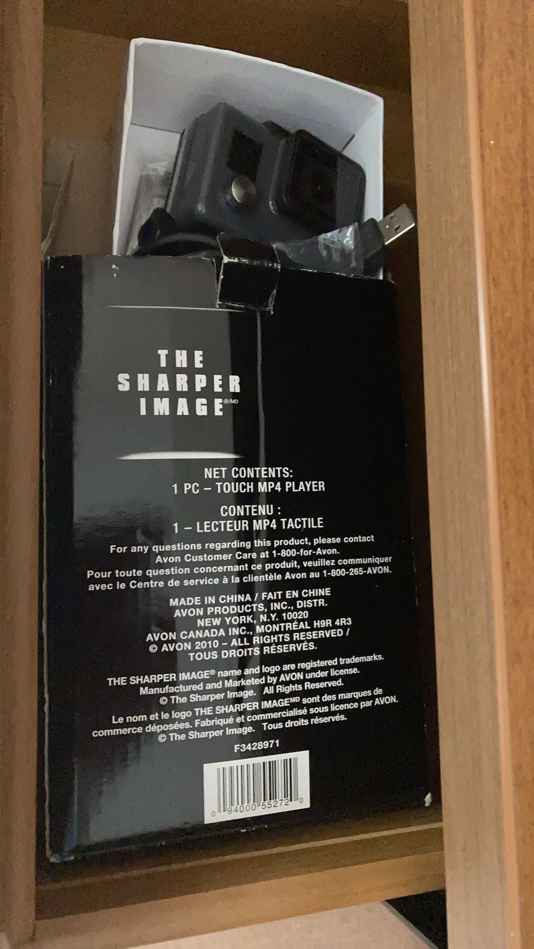 THE
SHARPER
IMAGE®/MD
NET CONTENTS:
1 PC – TOUCH MP4 PLAYER
CONTENU :
1 – LECTEUR MP4 TACTILE
For any questions regarding this product, please contact
Avon Customer Care at 1-800-for-Avon.
Pour toute question concernant ce produit, veuillez communiquer
avec le Centre de service à la clientèle Avon au 1-800-265-AVON.
MADE IN CHINA / FAIT EN CHINE
AVON PRODUCTS, INC., DISTR.
NEW YORK, N.Y. 10020
AVON CANADA INC., MONTRÉAL H9R 4R3
© AVON 2010 – ALL RIGHTS RESERVED /
TOUS DROITS RÉSERVÉS.
THE SHARPER IMAGE® name and logo are registered trademarks.
Manufactured and Marketed by AVON under license.
© The Sharper Image. All Rights Reserved.
Le nom et le logo THE SHARPER IMAGEMD sont des marques de
commerce déposées. Fabriqué et commercialisé sous licence par AVON.
© The Sharper Image. Tous droits réservés.
F3428971
0 94000 55272 0